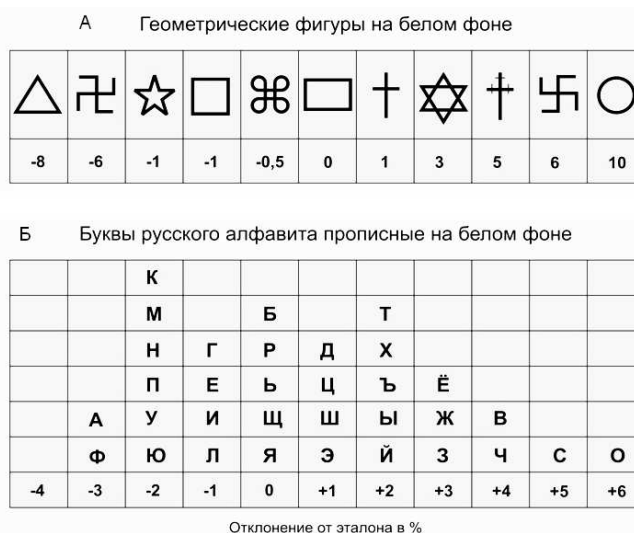 А Геометрические фигуры на белом фоне
-8 -6 -1 -1 -0,5 0 1 3 5 6 10
Б Буквы русского алфавита прописные на белом фоне
К
М Б Т
Н Г Р Д Х
П Е Ь Ц Ъ Ё
А У И Щ Ш Ы Ж В
Ф Ю Л Я Э Й З Ч С О
-4 -3 -2 -1 0 +1 +2 +3 +4 +5 +6
Отклонение от эталона в %